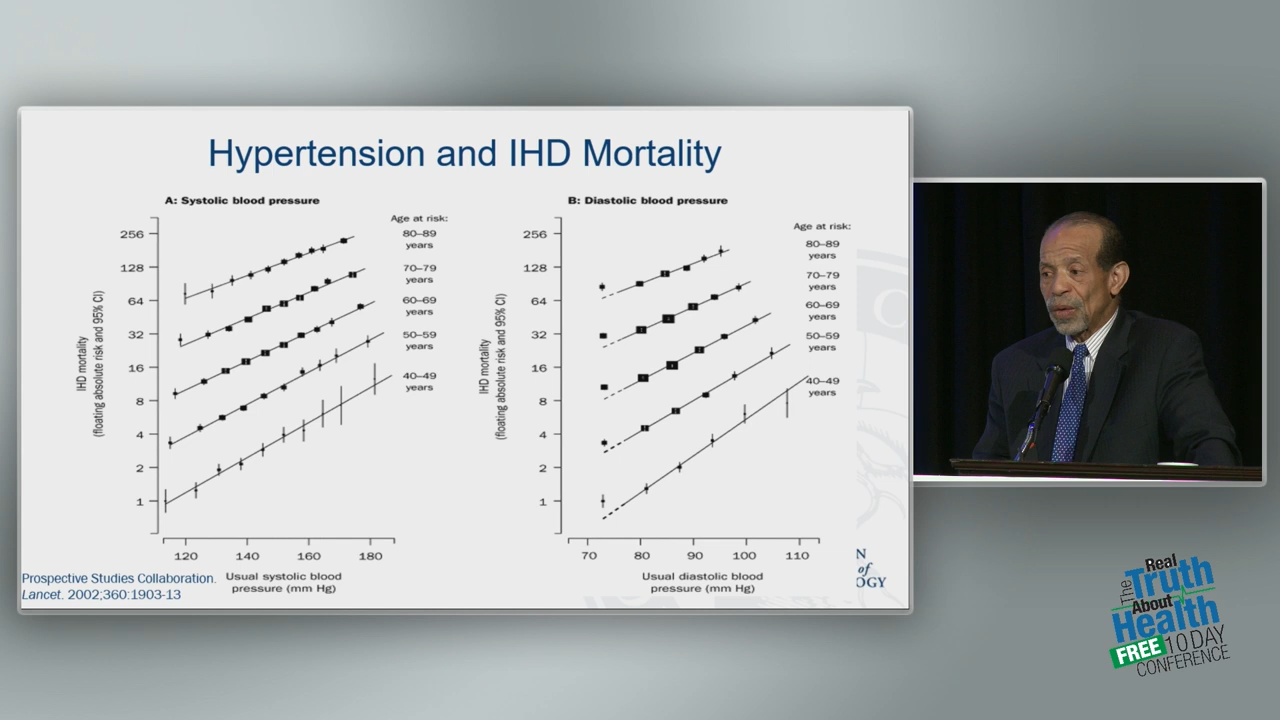 Hypertension and IHD Mortality
A: Systolic blood pressure
Age at risk:
256
128
64
32
16
8
4
2
1
IHD mortality
(floating absolute risk and 95% CI)
80–89
years
70–79
years
60–69
years
50–59
years
40–49
years
120 140 160 180
Usual systolic blood
pressure (mm Hg)
B: Diastolic blood pressure
Age at risk:
256
128
64
32
16
8
4
2
1
IHD mortality
(floating absolute risk and 95% CI)
80–89
years
70–79
years
60–69
years
50–59
years
40–49
years
70 80 90 100 110
Usual diastolic blood
pressure (mm Hg)
Prospective Studies Collaboration.
Lancet. 2002;360:1903-13
N
of
OGY
The Real
Truth
About
Health
FREE 10 DAY
CONFERENCE